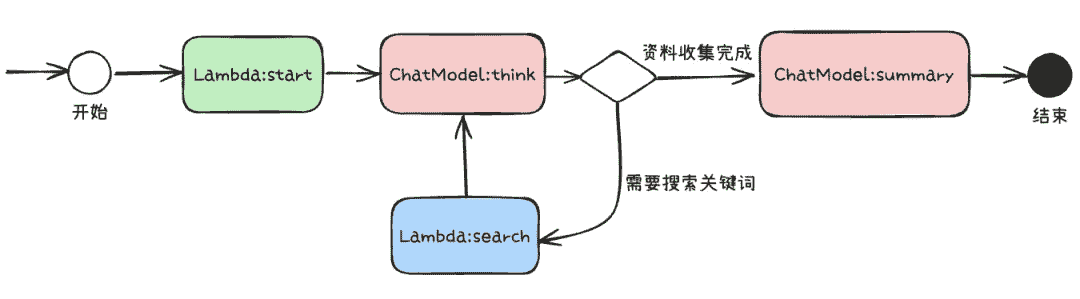 资料收集完成
Lambda:start
ChatModel:think
ChatModel:summary
开始
结束
需要搜索关键词
Lambda:search